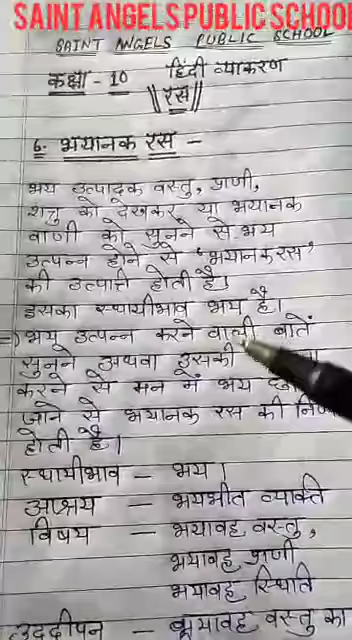 SAINT ANGELS PUBLIC SCHOOL
SAINT ANGELS PUBLIC SCHOOL
कक्षा - 10 हिंदी व्याकरण
||रस||
6. भयानक रस -
भय उत्पादक वस्तु, प्राणी,
शत्रु को देखकर या भयानक
वाणी को सुनने से भय
उत्पन्न होने से 'भयानक रस'
की उत्पत्ति होती है।
इसका स्थायीभाव भय है।
=> भय उत्पन्न करने वाली बातें
सुनने अथवा उसकी
करने से मन में भय
जाने से भयानक रस की
होती है।
स्थायीभाव - भय।
आश्रय - भयभीत व्यक्ति
विषय - भयावह वस्तु,
भयावह प्राणी
भयावह स्थिति
उद्दीपन - भयावह वस्तु का